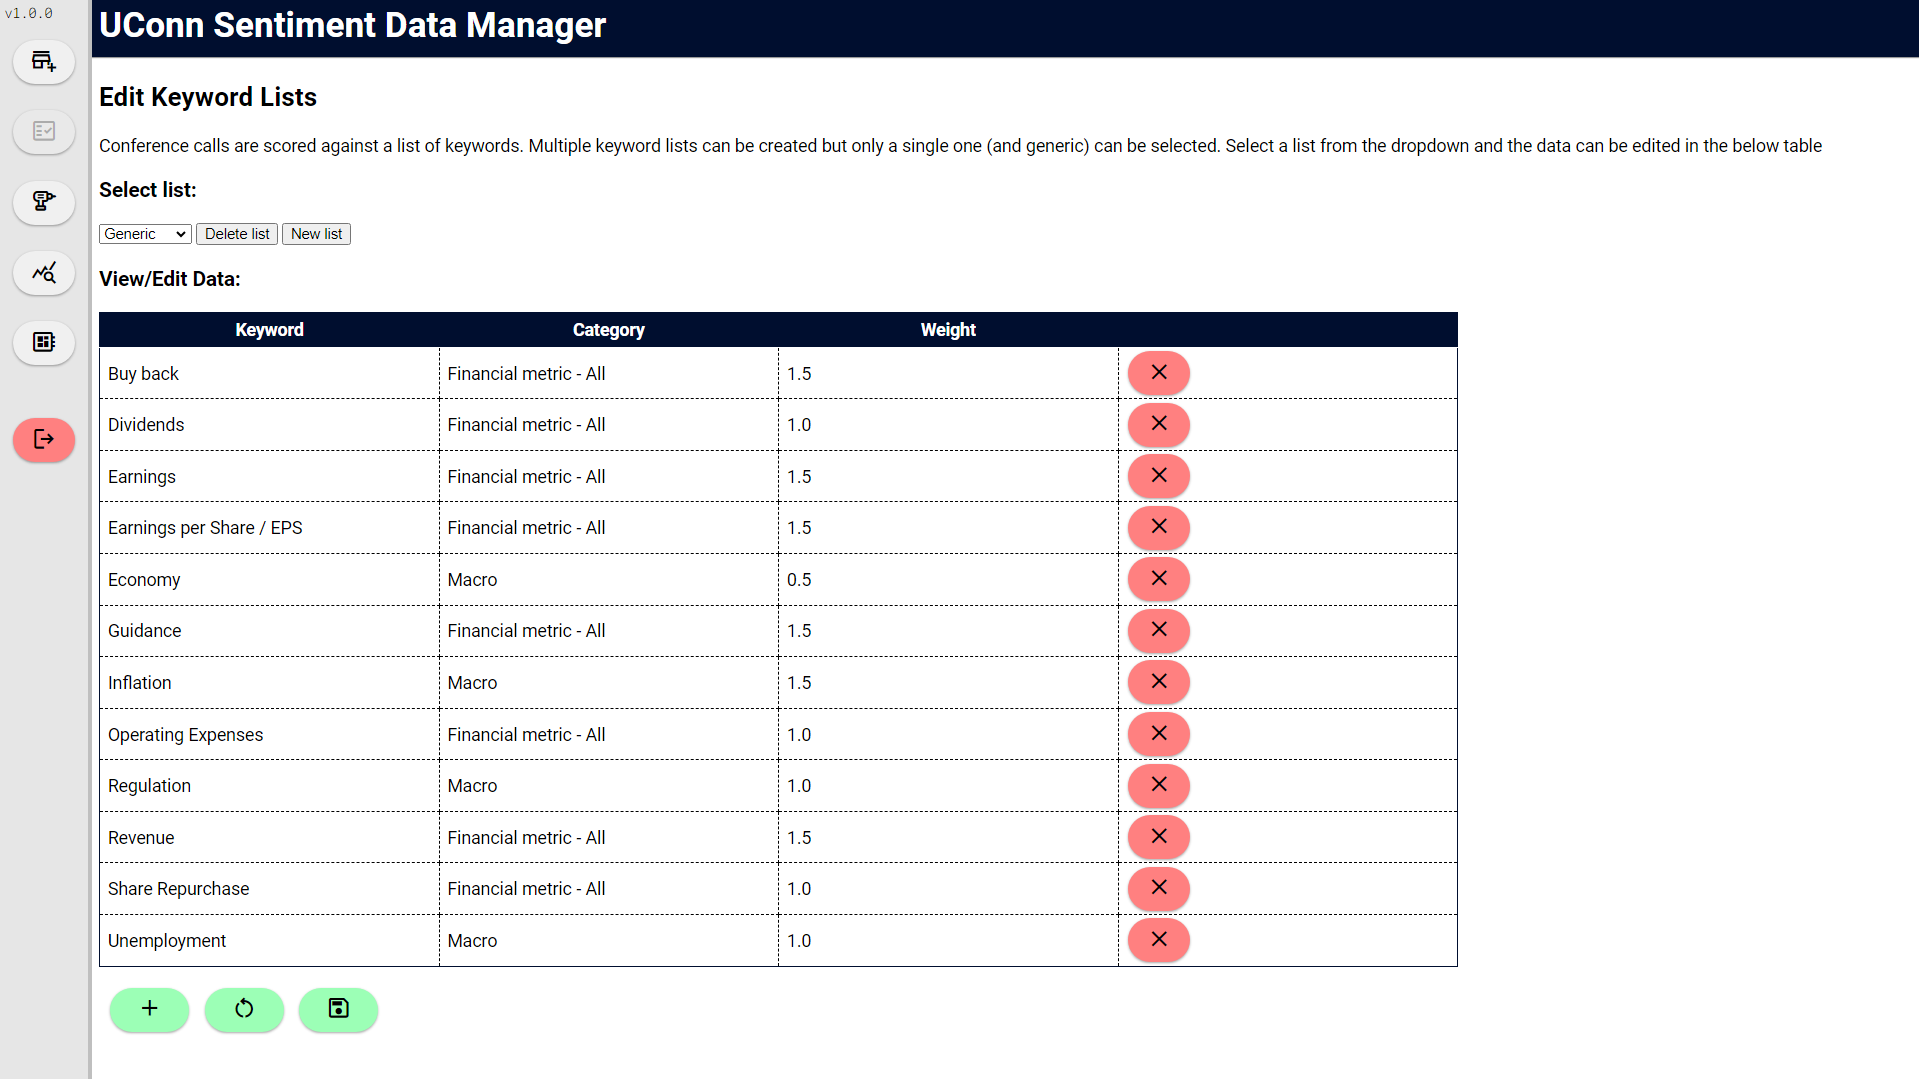 v1.0.0
UConn Sentiment Data Manager
Edit Keyword Lists
Conference calls are scored against a list of keywords. Multiple keyword lists can be created but only a single one (and generic) can be selected. Select a list from the dropdown and the data can be edited in the below table
Select list:
Generic Delete list New list
View/Edit Data:
Keyword Category Weight
Buy back Financial metric - All 1.5
Dividends Financial metric - All 1.0
Earnings Financial metric - All 1.5
Earnings per Share / EPS Financial metric - All 1.5
Economy Macro 0.5
Guidance Financial metric - All 1.5
Inflation Macro 1.5
Operating Expenses Financial metric - All 1.0
Regulation Macro 1.0
Revenue Financial metric - All 1.5
Share Repurchase Financial metric - All 1.0
Unemployment Macro 1.0